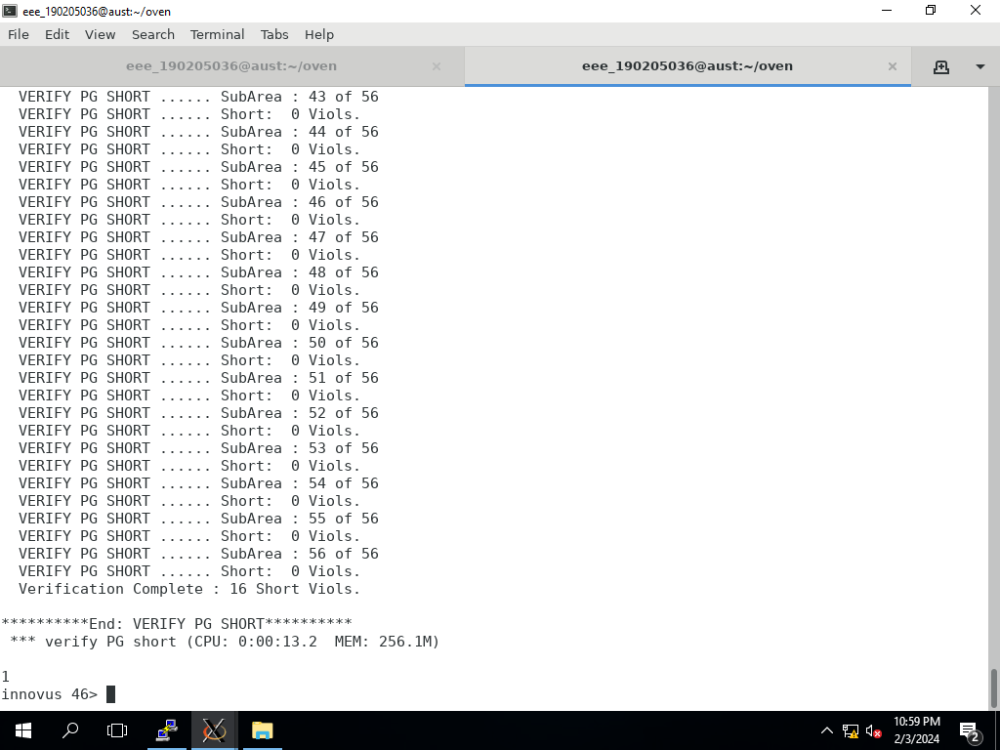 eee_190205036@aust:~/oven
File Edit View Search Terminal Tabs Help
eee_190205036@aust:~/oven × eee_190205036@aust:~/oven ×
VERIFY PG SHORT ...... SubArea : 43 of 56
VERIFY PG SHORT ...... Short:  0 Viols.
VERIFY PG SHORT ...... SubArea : 44 of 56
VERIFY PG SHORT ...... Short:  0 Viols.
VERIFY PG SHORT ...... SubArea : 45 of 56
VERIFY PG SHORT ...... Short:  0 Viols.
VERIFY PG SHORT ...... SubArea : 46 of 56
VERIFY PG SHORT ...... Short:  0 Viols.
VERIFY PG SHORT ...... SubArea : 47 of 56
VERIFY PG SHORT ...... Short:  0 Viols.
VERIFY PG SHORT ...... SubArea : 48 of 56
VERIFY PG SHORT ...... Short:  0 Viols.
VERIFY PG SHORT ...... SubArea : 49 of 56
VERIFY PG SHORT ...... Short:  0 Viols.
VERIFY PG SHORT ...... SubArea : 50 of 56
VERIFY PG SHORT ...... Short:  0 Viols.
VERIFY PG SHORT ...... SubArea : 51 of 56
VERIFY PG SHORT ...... Short:  0 Viols.
VERIFY PG SHORT ...... SubArea : 52 of 56
VERIFY PG SHORT ...... Short:  0 Viols.
VERIFY PG SHORT ...... SubArea : 53 of 56
VERIFY PG SHORT ...... Short:  0 Viols.
VERIFY PG SHORT ...... SubArea : 54 of 56
VERIFY PG SHORT ...... Short:  0 Viols.
VERIFY PG SHORT ...... SubArea : 55 of 56
VERIFY PG SHORT ...... Short:  0 Viols.
VERIFY PG SHORT ...... SubArea : 56 of 56
VERIFY PG SHORT ...... Short:  0 Viols.
Verification Complete : 16 Short Viols.
**********End: VERIFY PG SHORT**********
*** verify PG short (CPU: 0:00:13.2  MEM: 256.1M)
1
innovus 46>
10:59 PM
2/3/2024
2